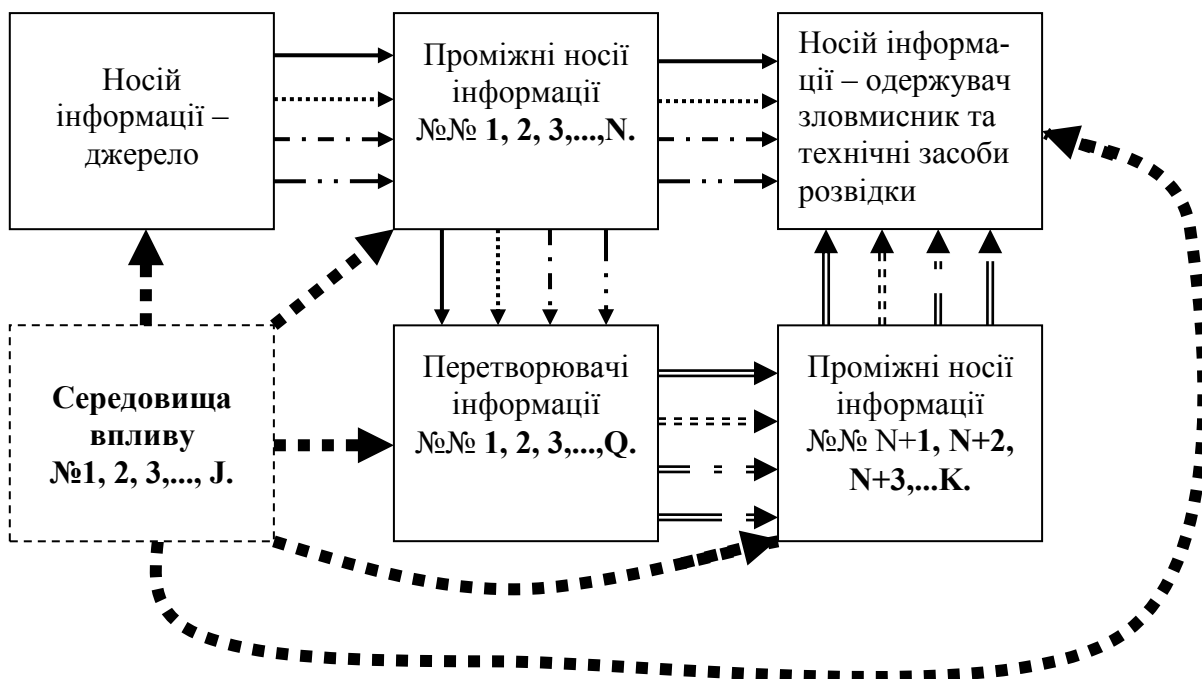 Носій
інформації –
джерело
Проміжні носії
інформації
№№ 1, 2, 3,...,N.
Носій інформа-
ції – одержувач
зловмисник та
технічні засоби
розвідки
Середовища
впливу
№1, 2, 3,..., J.
Перетворювачі
інформації
№№ 1, 2, 3,...,Q.
Проміжні носії
інформації
№№ N+1, N+2,
N+3,...K.